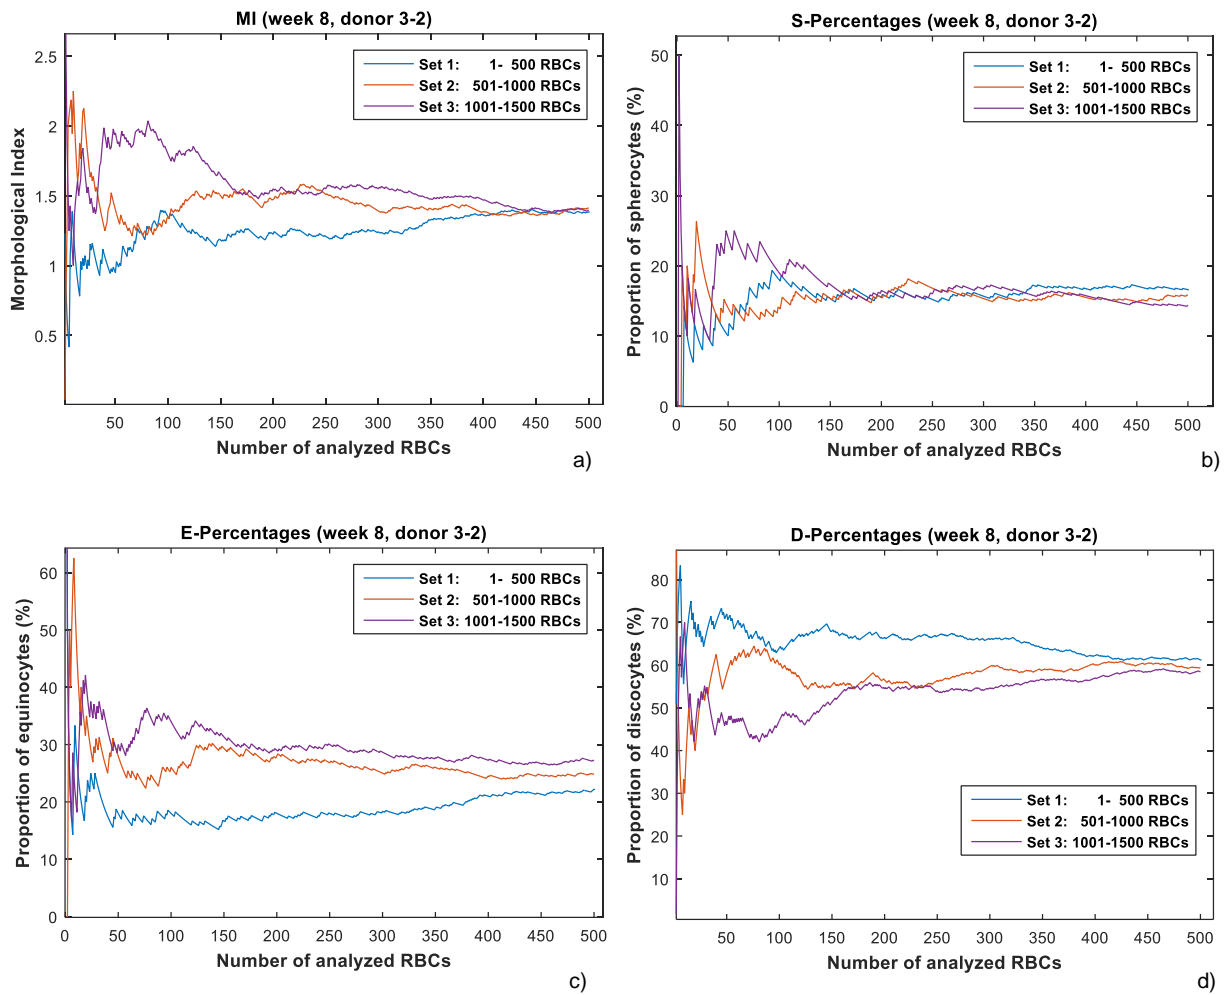 MI (week 8, donor 3-2)
Morphological Index
2.5
2
1.5
1
0.5
Set 1: 1- 500 RBCs
Set 2: 501-1000 RBCs
Set 3: 1001-1500 RBCs
50 100 150 200 250 300 350 400 450 500
Number of analyzed RBCs
a)
S-Percentages (week 8, donor 3-2)
Proportion of spherocytes (%)
50
40
30
20
10
0
Set 1: 1- 500 RBCs
Set 2: 501-1000 RBCs
Set 3: 1001-1500 RBCs
0 50 100 150 200 250 300 350 400 450 500
Number of analyzed RBCs
b)
E-Percentages (week 8, donor 3-2)
Proportion of equinocytes (%)
60
50
40
30
20
10
0
Set 1: 1- 500 RBCs
Set 2: 501-1000 RBCs
Set 3: 1001-1500 RBCs
0 50 100 150 200 250 300 350 400 450 500
Number of analyzed RBCs
c)
D-Percentages (week 8, donor 3-2)
Proportion of discocytes (%)
80
70
60
50
40
30
20
10
Set 1: 1- 500 RBCs
Set 2: 501-1000 RBCs
Set 3: 1001-1500 RBCs
50 100 150 200 250 300 350 400 450 500
Number of analyzed RBCs
d)